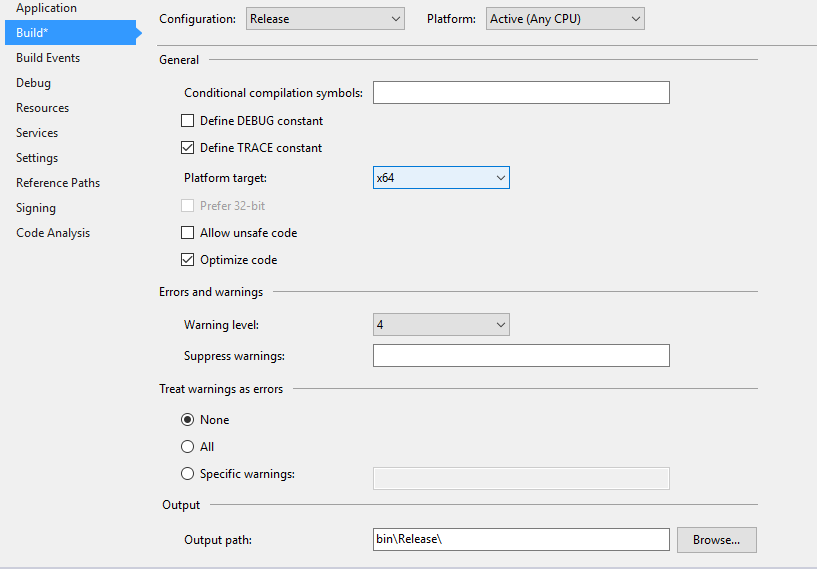 Application
Build*
Build Events
Debug
Resources
Services
Settings
Reference Paths
Signing
Code Analysis
Configuration: Release Platform: Active (Any CPU)
General
Conditional compilation symbols:
Define DEBUG constant
Define TRACE constant
Platform target: x64
Prefer 32-bit
Allow unsafe code
Optimize code
Errors and warnings
Warning level: 4
Suppress warnings:
Treat warnings as errors
None
All
Specific warnings:
Output
Output path: bin\Release\ Browse...